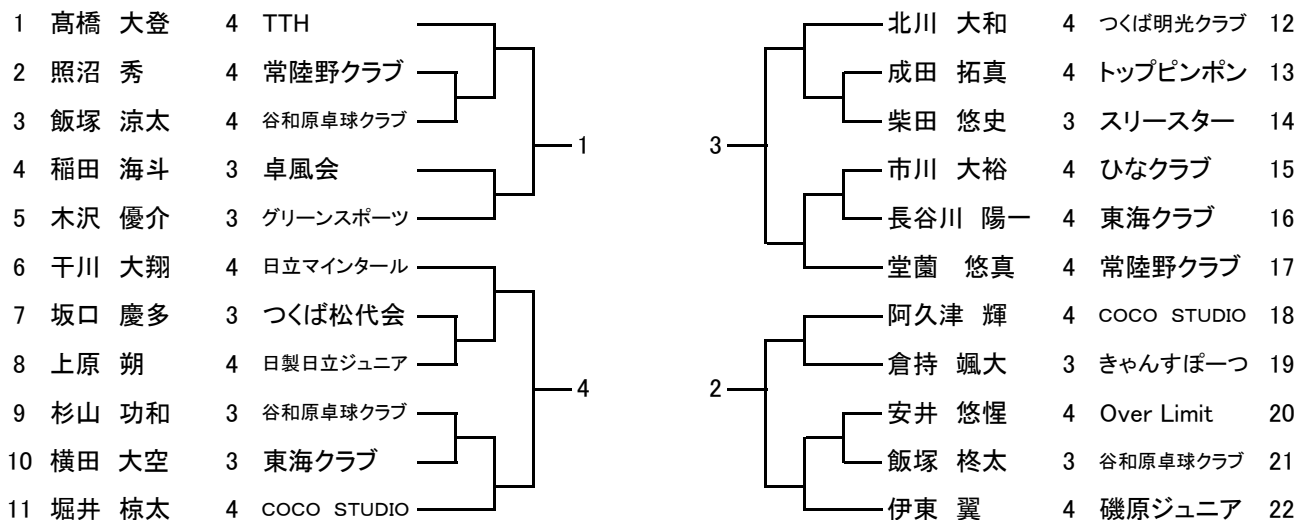 1 髙橋 大登 4 TTH
2 照沼 秀 4 常陸野クラブ
3 飯塚 涼太 4 谷和原卓球クラブ
4 稲田 海斗 3 卓風会
5 木沢 優介 3 グリーンスポーツ
1
6 干川 大翔 4 日立マインタール
7 坂口 慶多 3 つくば松代会
8 上原 朔 4 日製日立ジュニア
9 杉山 功和 3 谷和原卓球クラブ
10 横田 大空 3 東海クラブ
11 堀井 椋太 4 COCO STUDIO
4
北川 大和 4 つくば明光クラブ 12
成田 拓真 4 トップピンポン 13
柴田 悠史 3 スリースター 14
3
市川 大裕 4 ひなクラブ 15
長谷川 陽一 4 東海クラブ 16
堂薗 悠真 4 常陸野クラブ 17
阿久津 輝 4 COCO STUDIO 18
倉持 颯大 3 きゃんすぽーつ 19
2
安井 悠惺 4 Over Limit 20
飯塚 柊太 3 谷和原卓球クラブ 21
伊東 翼 4 磯原ジュニア 22